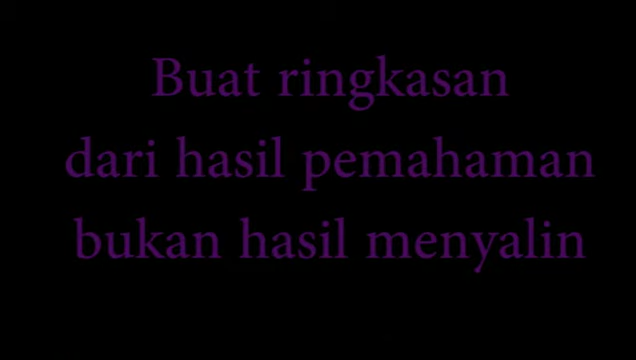 Buat ringkasan
dari hasil pemahaman
bukan hasil menyalin